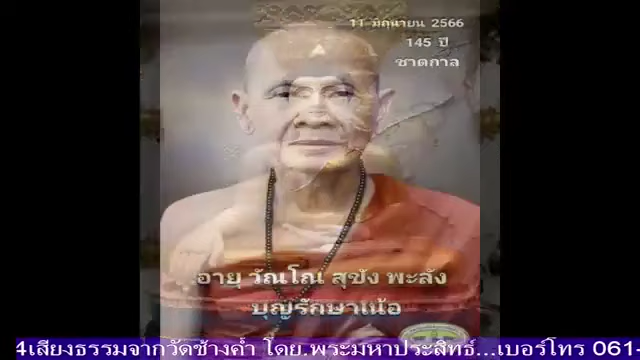 11 มิถุนายน 2566
145 ปี
ชาตกาล
อายุ วัณโณ สุขัง พะลัง
บุญรักษาเน้อ
4เสียงธรรมจากวัดช้างค้ำ โดย.พระมหาประสิทธ์...เบอร์โทร 061